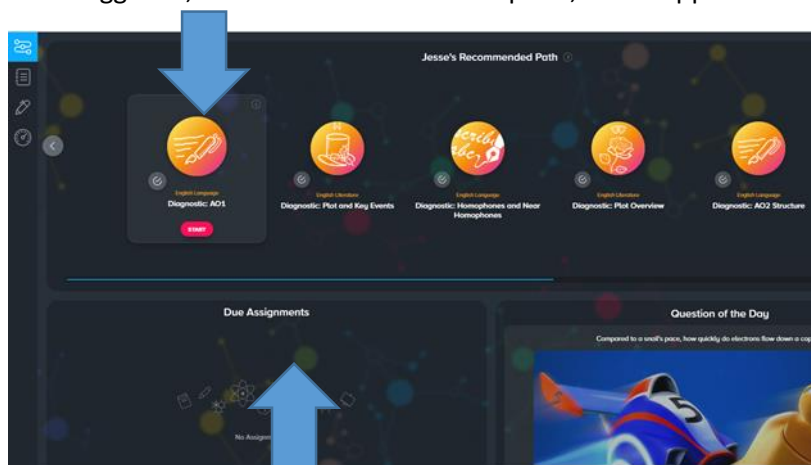 Jesse's Recommended Path
English Language
Diagnostic: AO1
START
English Literature
Diagnostic: Plot and Key Events
English Language
Diagnostic: Homophones and Near
Homophones
English Literature
Diagnostic: Plot Overview
English Language
Diagnostic: AO2 Structure
Due Assignments
No
Question of the Day
Compared to a snail's pace, how quickly do electrons flow down a
5